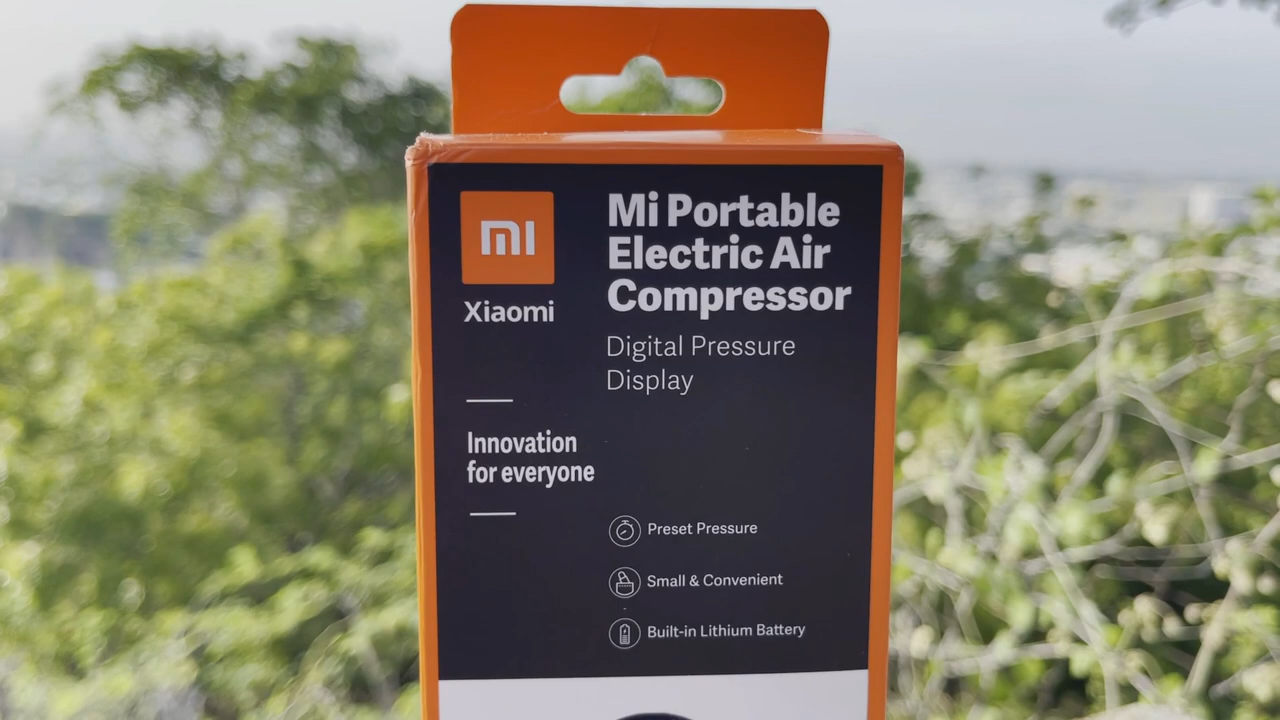 mi
Xiaomi
Mi Portable
Electric Air
Compressor
Digital Pressure
Display
Innovation
for everyone
Preset Pressure
Small & Convenient
Built-in Lithium Battery